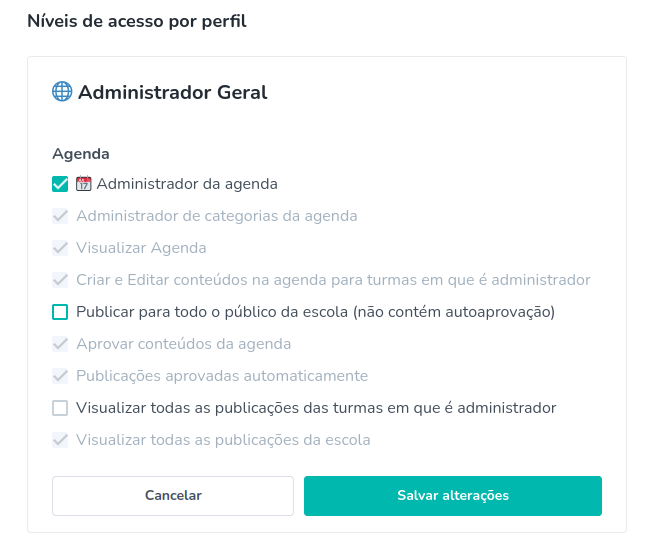 Níveis de acesso por perfil
Administrador Geral
Agenda
Administrador da agenda
Administrador de categorias da agenda
Visualizar Agenda
Criar e Editar conteúdos na agenda para turmas em que é administrador
Publicar para todo o público da escola (não contém autoaprovação)
Aprovar conteúdos da agenda
Publicações aprovadas automaticamente
Visualizar todas as publicações das turmas em que é administrador
Visualizar todas as publicações da escola
Cancelar
Salvar alterações